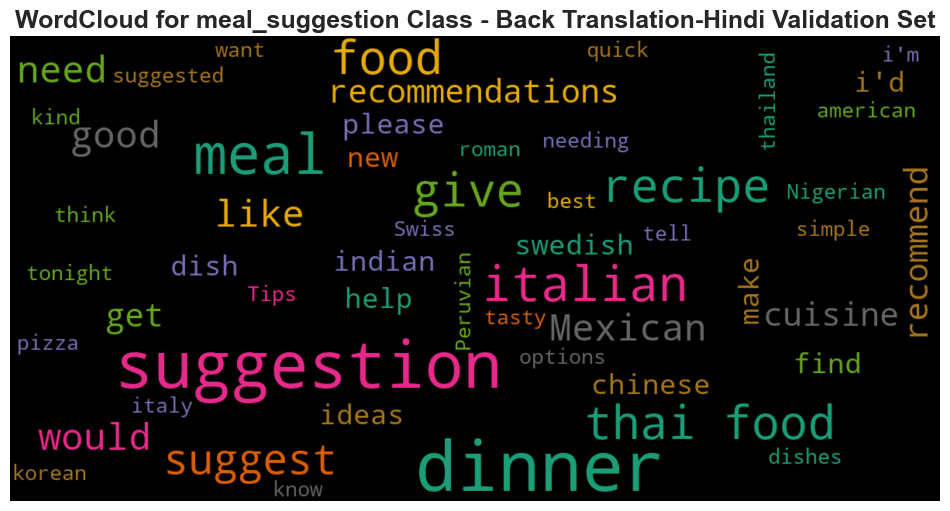 WordCloud for meal_suggestion Class - Back Translation-Hindi Validation Set
want
food
quick
i'm
need
suggested
thailand
i'd
recommendations
american
kind
good
please
meal
new
roman
needing
recommend
give
recipe
Nigerian
best
think
like
Swiss
tell
simple
swedish
tonight
dish
indian
Peruvian
italian
make
Tips
help
get
tasty
Mexican
cuisine
pizza
suggestion
options
find
chinese
italy
ideas
thai food
would
suggest
dinner
dishes
korean
know